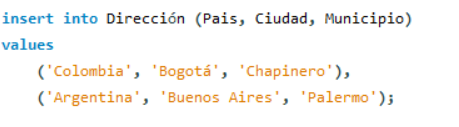 insert into Dirección (Pais, Ciudad, Municipio)
values
('Colombia', 'Bogotá', 'Chapinero'),
('Argentina', 'Buenos Aires', 'Palermo');